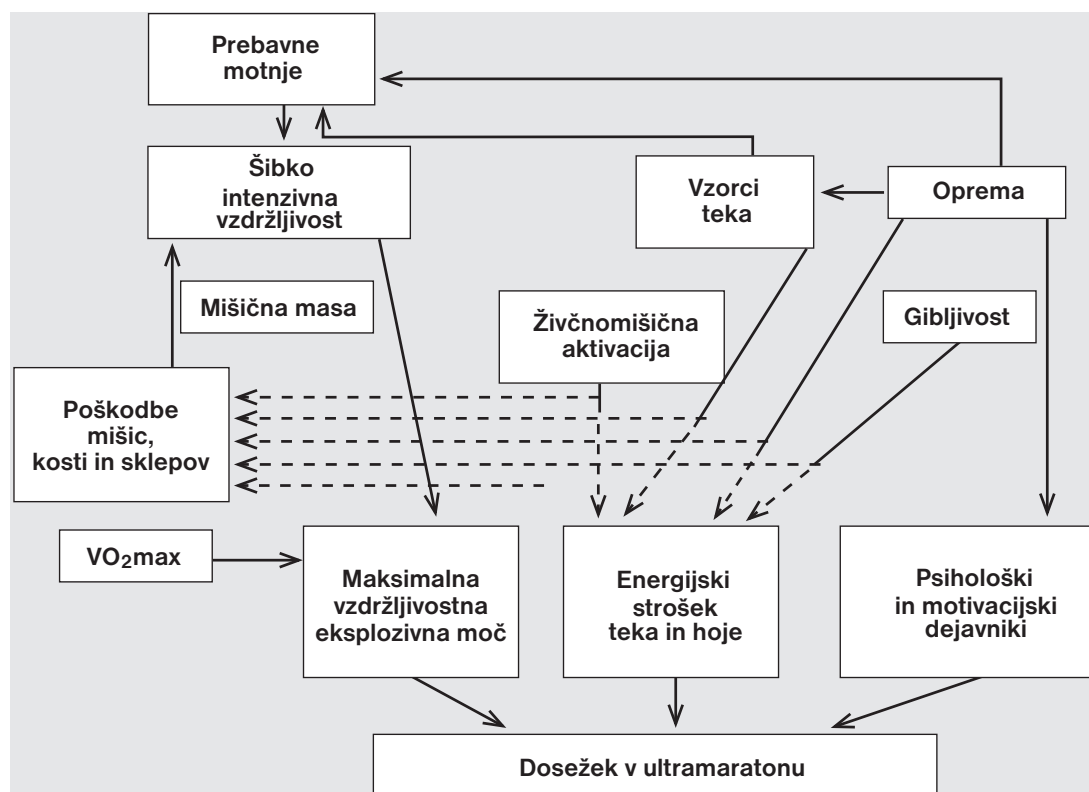 Prebavne
motnje
Šibko
intenzivna
vzdržljivost
Vzorci
teka
Oprema
Mišična masa
Živčnomišična
aktivacija
Gibljivost
Poškodbe
mišic,
kosti in sklepov
VO₂max
Maksimalna
vzdržljivostna
eksplozivna moč
Energijski
strošek
teka in hoje
Psihološki
in motivacijski
dejavniki
Dosežek v ultramaratonu